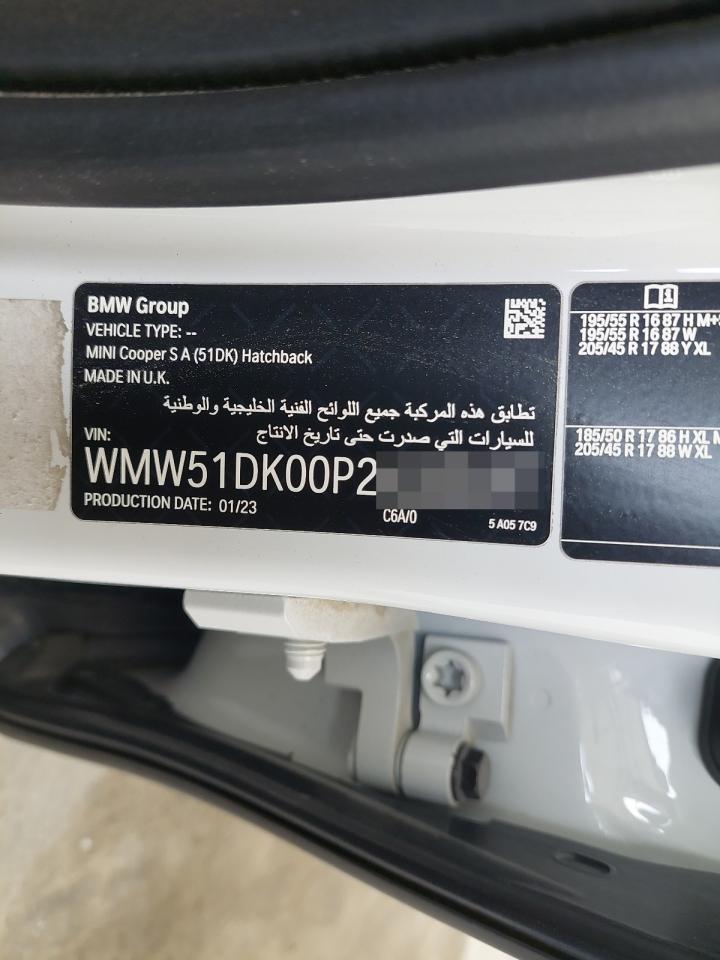 BMW Group
VEHICLE TYPE: --
MINI Cooper S A (51DK) Hatchback
MADE IN U.K.
تطابق هذه المركبة جميع اللوائح الفنية الخليجية والوطنية
للسيارات التي صدرت حتى تاريخ الانتاج
VIN:
WMW51DK00P2
PRODUCTION DATE: 01/23
C6A/0
5 A05 7C9
195/55 R 16 87 H M+S
195/55 R 16 87 W
205/45 R 17 88 Y XL
185/50 R 17 86 H XL M
205/45 R 17 88 W XL